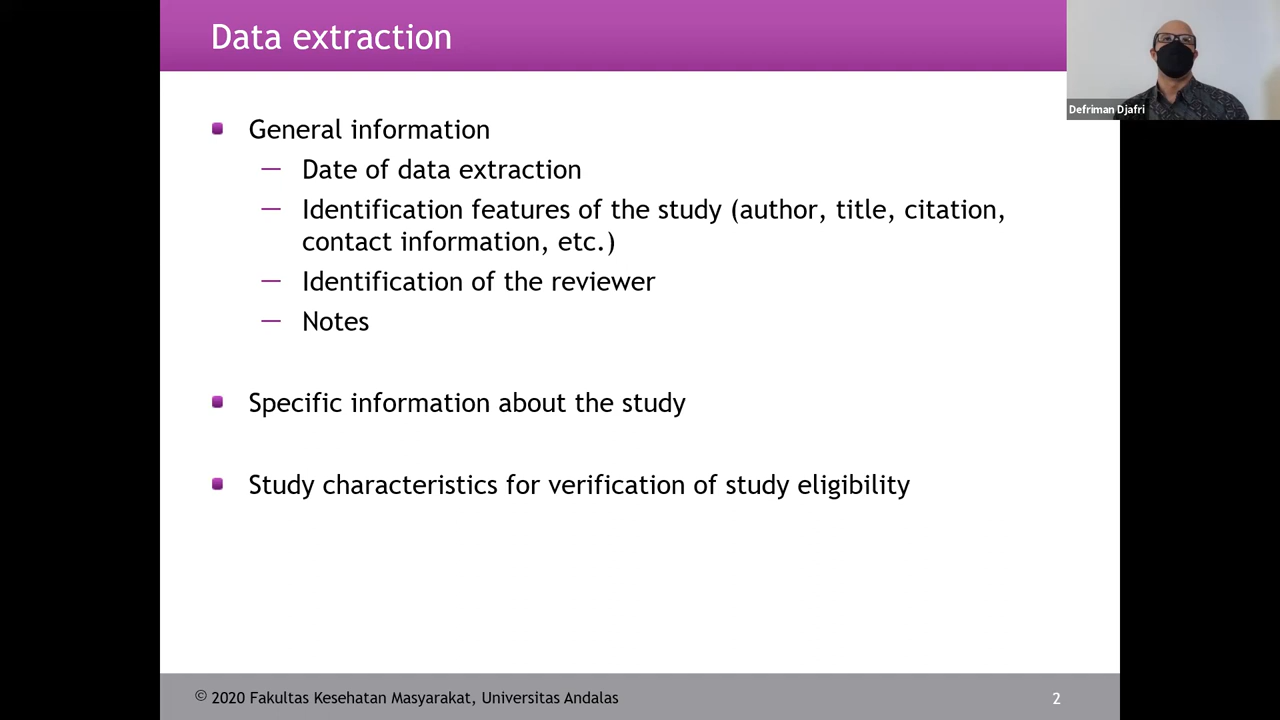 Data extraction
Defriman Djafri
General information
— Date of data extraction
— Identification features of the study (author, title, citation,
contact information, etc.)
— Identification of the reviewer
— Notes
Specific information about the study
Study characteristics for verification of study eligibility
© 2020 Fakultas Kesehatan Masyarakat, Universitas Andalas
2